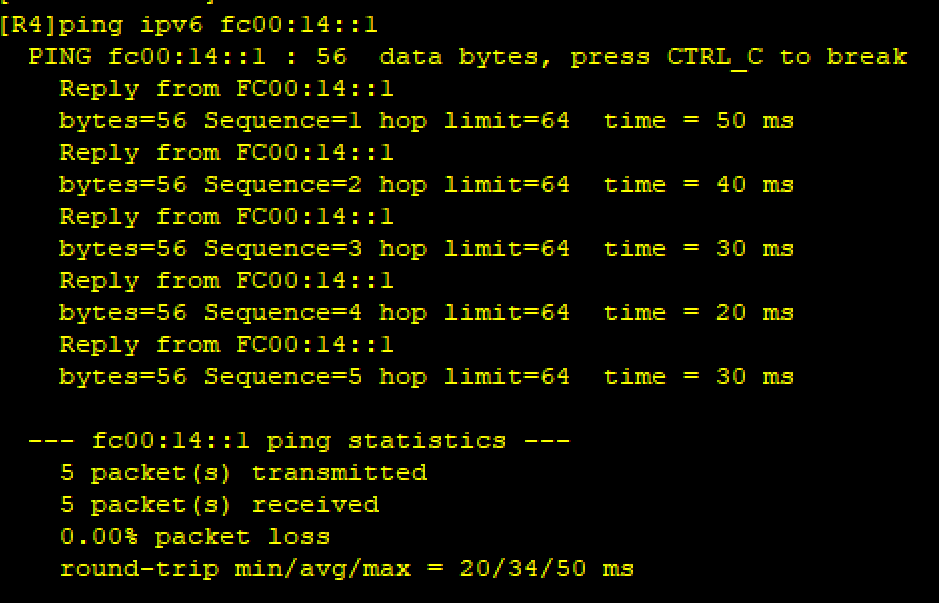 [R4]ping ipv6 fc00:14::1
PING fc00:14::1 : 56  data bytes, press CTRL_C to break
Reply from FC00:14::1
bytes=56 Sequence=1 hop limit=64  time = 50 ms
Reply from FC00:14::1
bytes=56 Sequence=2 hop limit=64  time = 40 ms
Reply from FC00:14::1
bytes=56 Sequence=3 hop limit=64  time = 30 ms
Reply from FC00:14::1
bytes=56 Sequence=4 hop limit=64  time = 20 ms
Reply from FC00:14::1
bytes=56 Sequence=5 hop limit=64  time = 30 ms
--- fc00:14::1 ping statistics ---
5 packet(s) transmitted
5 packet(s) received
0.00% packet loss
round-trip min/avg/max = 20/34/50 ms